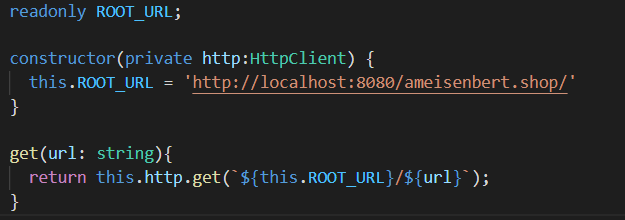 readonly ROOT_URL;
constructor(private http:HttpClient) {
this.ROOT_URL = 'http://localhost:8080/ameisenbert.shop/'
}
get(url: string){
return this.http.get(`${this.ROOT_URL}/${url}`);
}